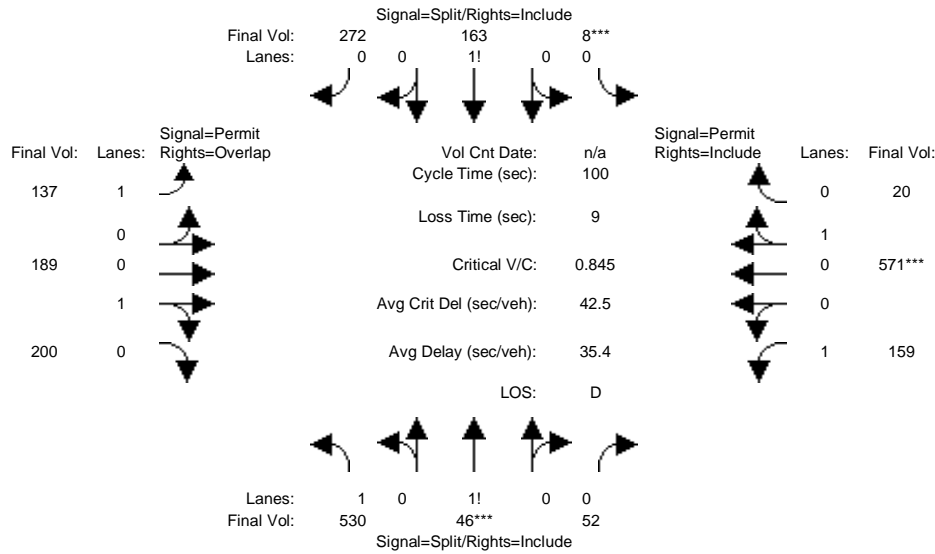 Signal=Split/Rights=Include
Final Vol: 272 163 8***
Lanes: 0 0 1! 0 0
Signal=Permit Signal=Permit
Final Vol: Lanes: Rights=Overlap Vol Cnt Date: n/a Rights=Include Lanes: Final Vol:
Cycle Time (sec): 100
137 1 0 20
Loss Time (sec): 9
0 1
189 0 Critical V/C: 0.845 0 571***
1 Avg Crit Del (sec/veh): 42.5 0
200 0 Avg Delay (sec/veh): 35.4 1 159
LOS: D
Lanes: 1 0 1! 0 0
Final Vol: 530 46*** 52
Signal=Split/Rights=Include